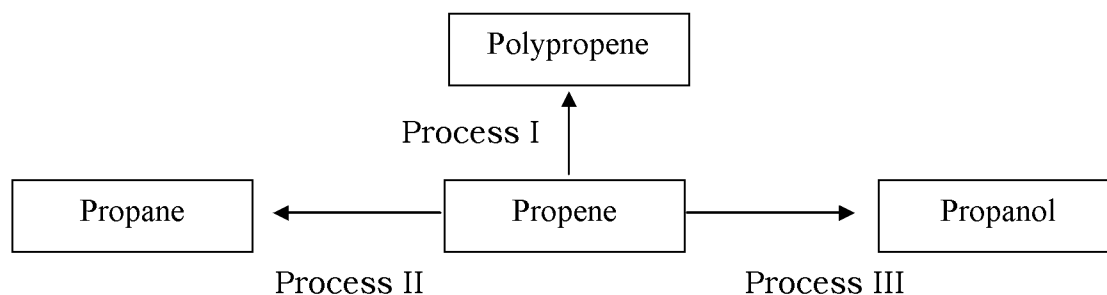 Polypropene
Process I
Propane
Propene
Propanol
Process II
Process III